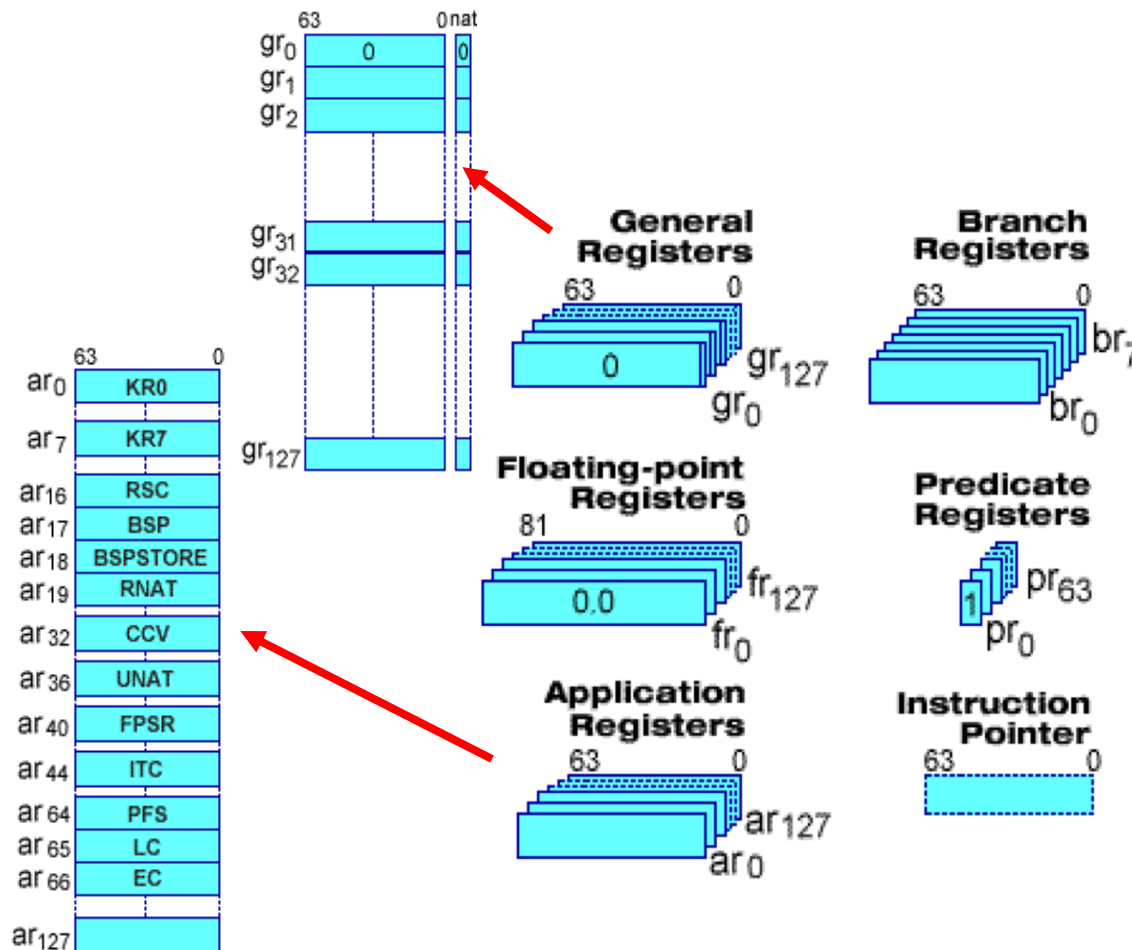 63 0 nat
gr0 0 0
gr1
gr2
gr31
gr32
gr127
63 0
ar0 KR0
ar7 KR7
ar16 RSC
ar17 BSP
ar18 BSPSTORE
ar19 RNAT
ar32 CCV
ar36 UNAT
ar40 FPSR
ar44 ITC
ar64 PFS
ar65 LC
ar66 EC
ar127
General
Registers
63 0
0
gr127
gr0
Branch
Registers
63 0
br7
br0
Floating-point
Registers
81 0
0.0
fr127
fr0
Predicate
Registers
1
pr63
pr0
Application
Registers
63 0
ar127
ar0
Instruction
Pointer
63 0